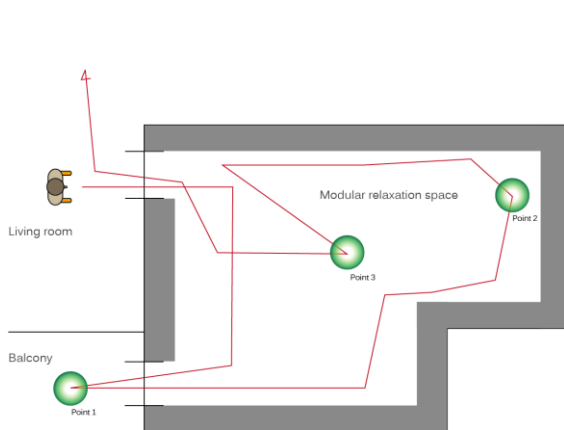 Modular relaxation space
Point 2
Living room
Point 3
Balcony
Point 1